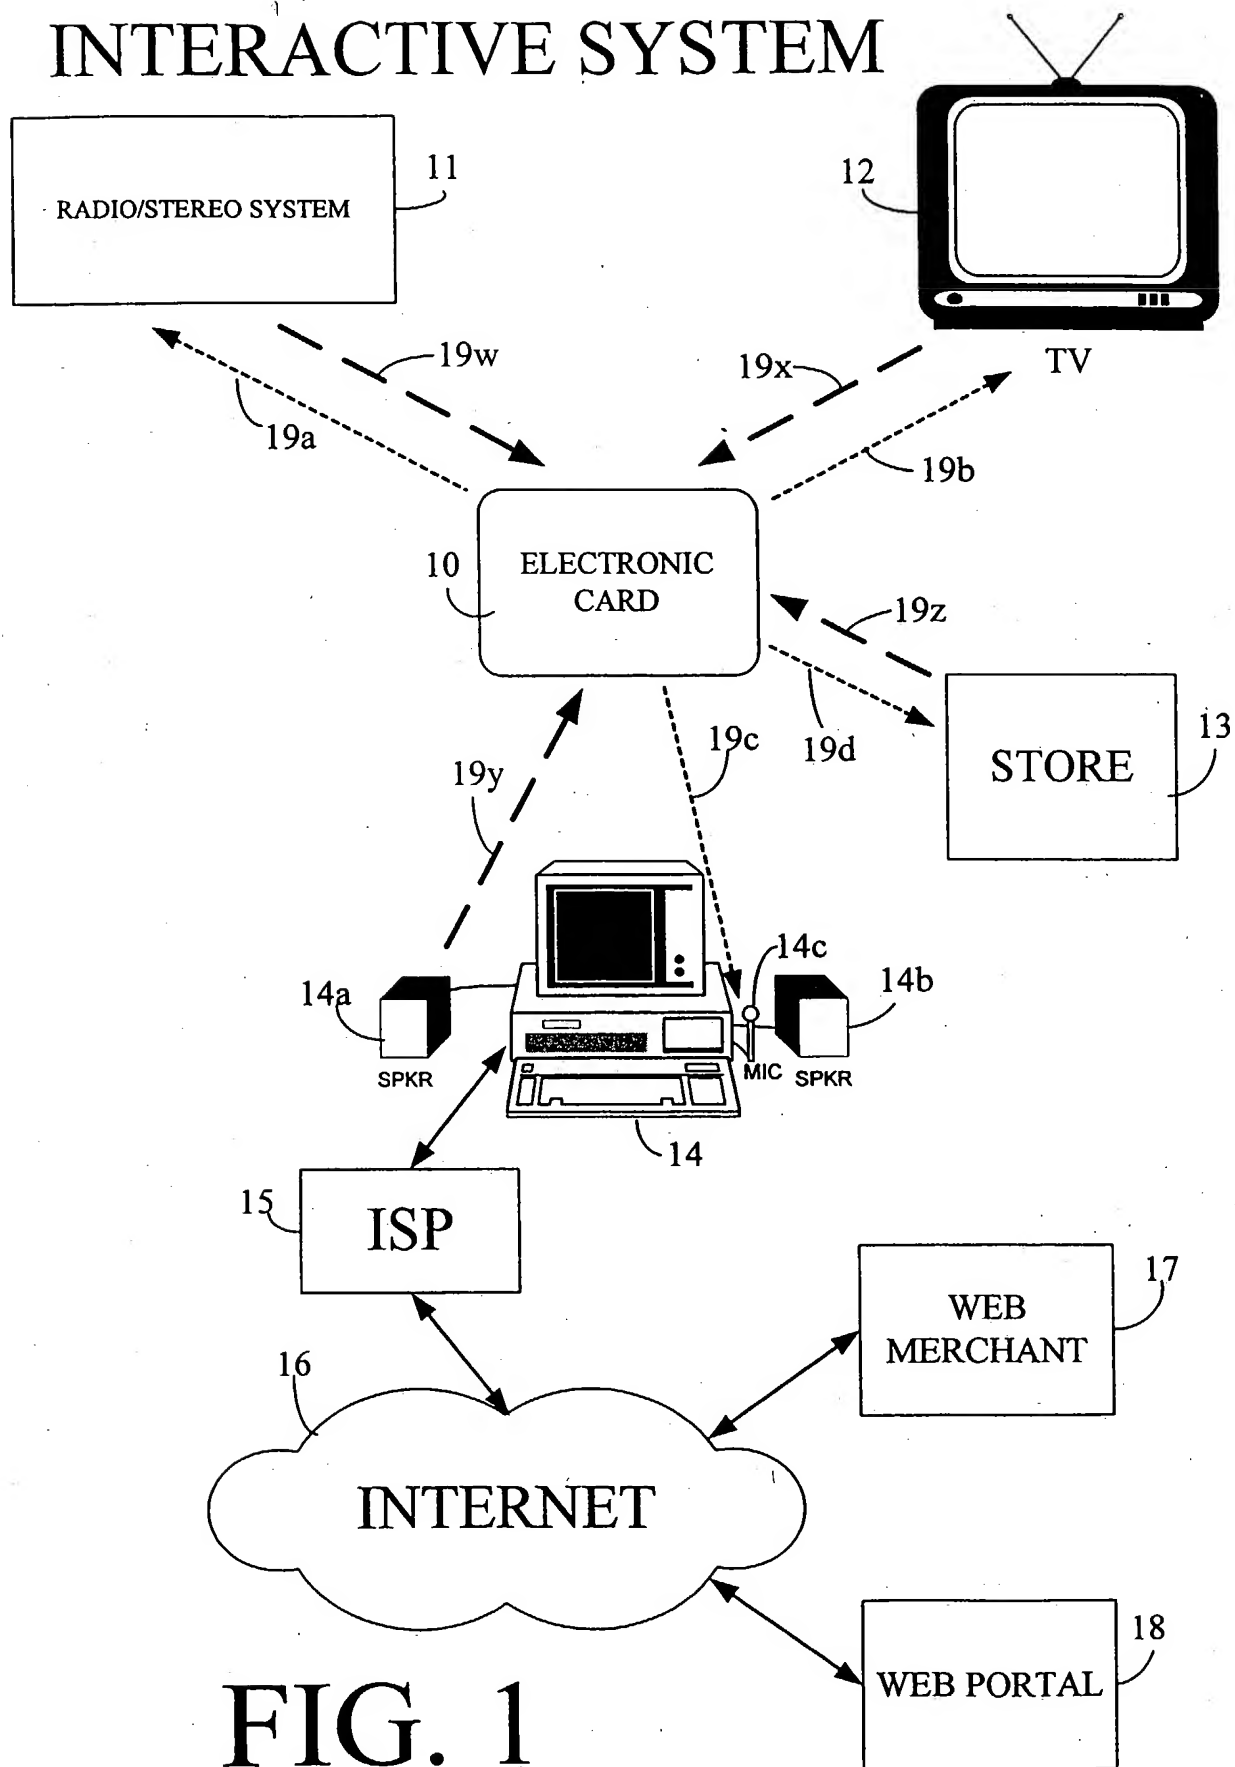 INTERACTIVE SYSTEM
RADIO/STEREO SYSTEM
11
12
TV
19w
19x
19a
19b
10
ELECTRONIC
CARD
19z
19d
13
STORE
19c
19y
14c
14a
14b
SPKR
MIC
SPKR
14
15
ISP
17
WEB
MERCHANT
16
INTERNET
18
WEB PORTAL
FIG. 1